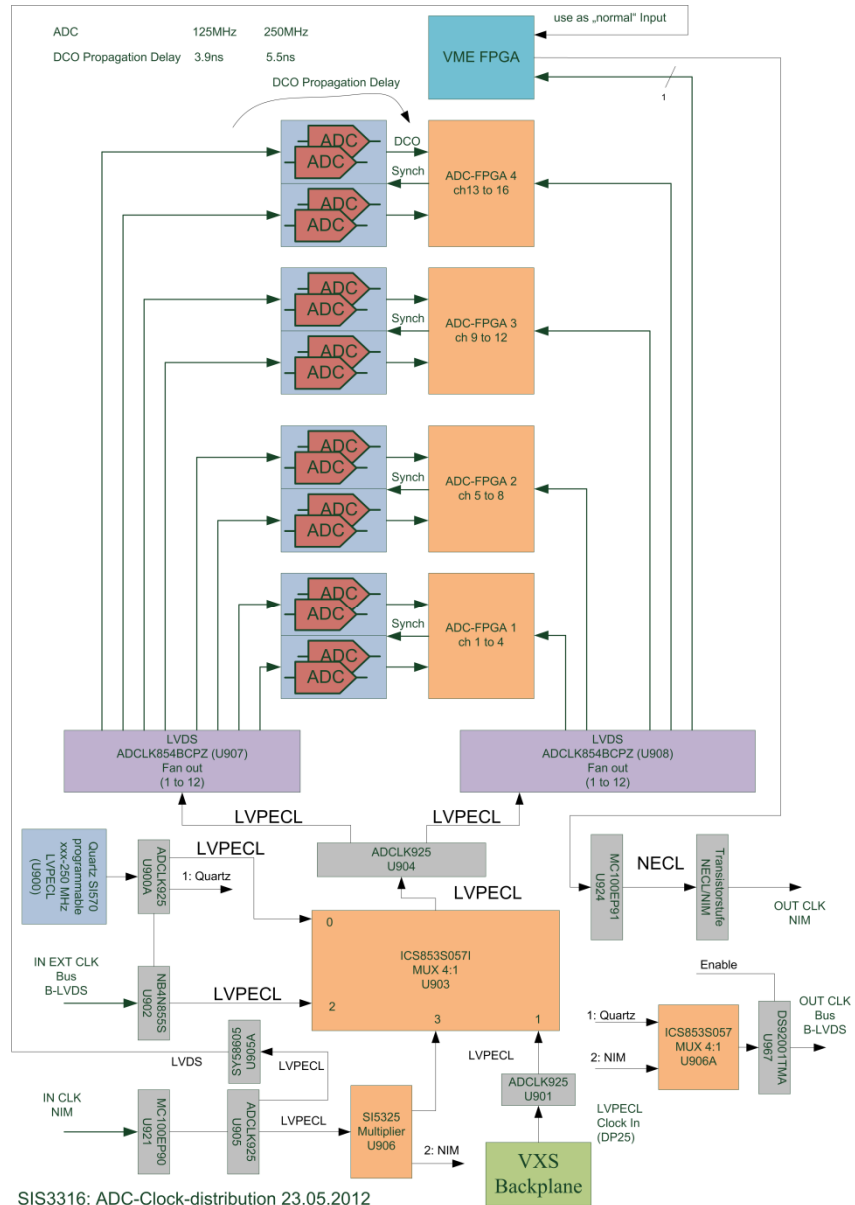 use as „normal“ Input
ADC 125MHz 250MHz
DCO Propagation Delay 3.9ns 5.5ns
VME FPGA
1
DCO Propagation Delay
ADC
ADC
DCO
Synch
ADC
ADC
ADC-FPGA 4
ch13 to 16
ADC
ADC
Synch
ADC
ADC
ADC-FPGA 3
ch 9 to 12
ADC
ADC
Synch
ADC
ADC
ADC-FPGA 2
ch 5 to 8
ADC
ADC
Synch
ADC
ADC
ADC-FPGA 1
ch 1 to 4
LVDS
ADCLK854BCPZ (U907)
Fan out
(1 to 12)
LVDS
ADCLK854BCPZ (U908)
Fan out
(1 to 12)
LVPECL
LVPECL
ADCLK925
U904
LVPECL
Quartz SI570
programmable
xxx-250 MHz
LVPECL
(U900)
ADCLK925
U900A
LVPECL
1: Quartz
MC100EP91
U924
NECL
Transistorstufe
NECL/NIM
OUT CLK
NIM
0
ICS853S057I
MUX 4:1
U903
2
3
1
IN EXT CLK
Bus
B-LVDS
NB4N855S
U902
LVPECL
Enable
1: Quartz
2: NIM
ICS853S057
MUX 4:1
U906A
DS92001TMA
U967
OUT CLK
Bus
B-LVDS
LVDS
SY58605
U905A
LVPECL
LVPECL
ADCLK925
U901
IN CLK
NIM
MC100EP90
U921
ADCLK925
U905
LVPECL
SI5325
Multiplier
U906
2: NIM
LVPECL
Clock In
(DP25)
VXS
Backplane
SIS3316: ADC-Clock-distribution 23.05.2012